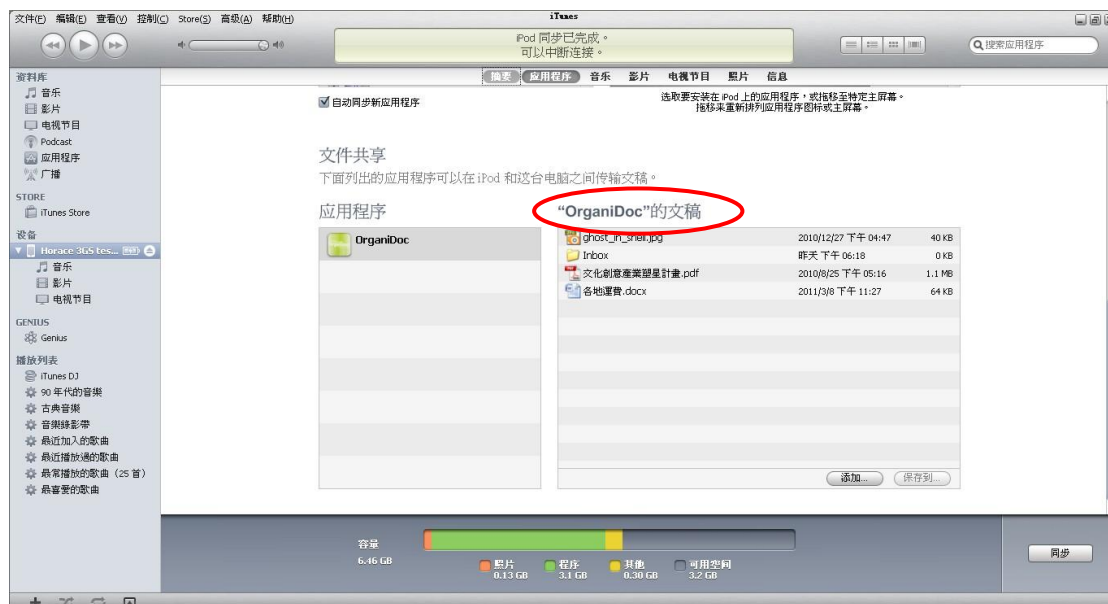 文件(F) 编辑(E) 查看(V) 控制(C) Store(S) 高级(A) 帮助(H)
iTunes
iPod 同步已完成。
可以中断连接。
搜索应用程序
摘要 应用程序 音乐 影片 电视节目 照片 信息
资料库
音乐
影片
电视节目
Podcast
应用程序
广播
STORE
iTunes Store
设备
Horace 3GS tes...
音乐
影片
电视节目
GENIUS
Genius
播放列表
iTunes DJ
90 年代的音樂
古典音樂
音樂錄影帶
最近加入的歌曲
最近播放過的歌曲
最常播放的歌曲 (25 首)
最喜愛的歌曲
自动同步新应用程序
选取要安装在 iPod 上的应用程序，或拖移至特定主屏幕。
拖移来重新排列应用程序图标或主屏幕。
文件共享
下面列出的应用程序可以在 iPod 和这台电脑之间传输文稿。
应用程序
OrganiDoc
“OrganiDoc”的文稿
ghost_in_shell.jpg 2010/12/27 下午 04:47 40 KB
Inbox 昨天 下午 06:18 0 KB
文化創意產業塑星計畫.pdf 2010/8/25 下午 05:16 1.1 MB
各地運費.docx 2011/3/8 下午 11:27 64 KB
添加... 保存到...
容量
6.46 GB
照片 程序 其他 可用空间
0.13 GB 3.1 GB 0.30 GB 3.2 GB
同步